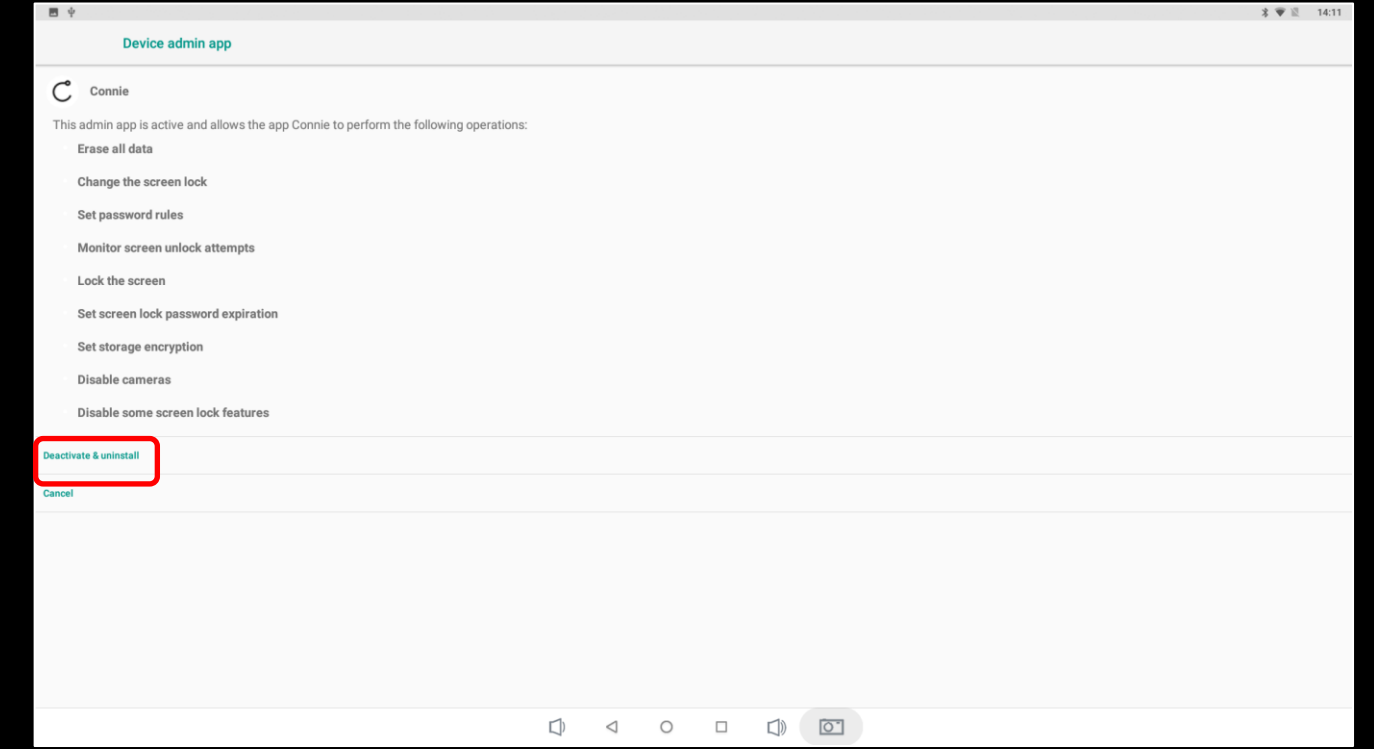 14:11
Device admin app
Connie
This admin app is active and allows the app Connie to perform the following operations:
Erase all data
Change the screen lock
Set password rules
Monitor screen unlock attempts
Lock the screen
Set screen lock password expiration
Set storage encryption
Disable cameras
Disable some screen lock features
Deactivate & uninstall
Cancel